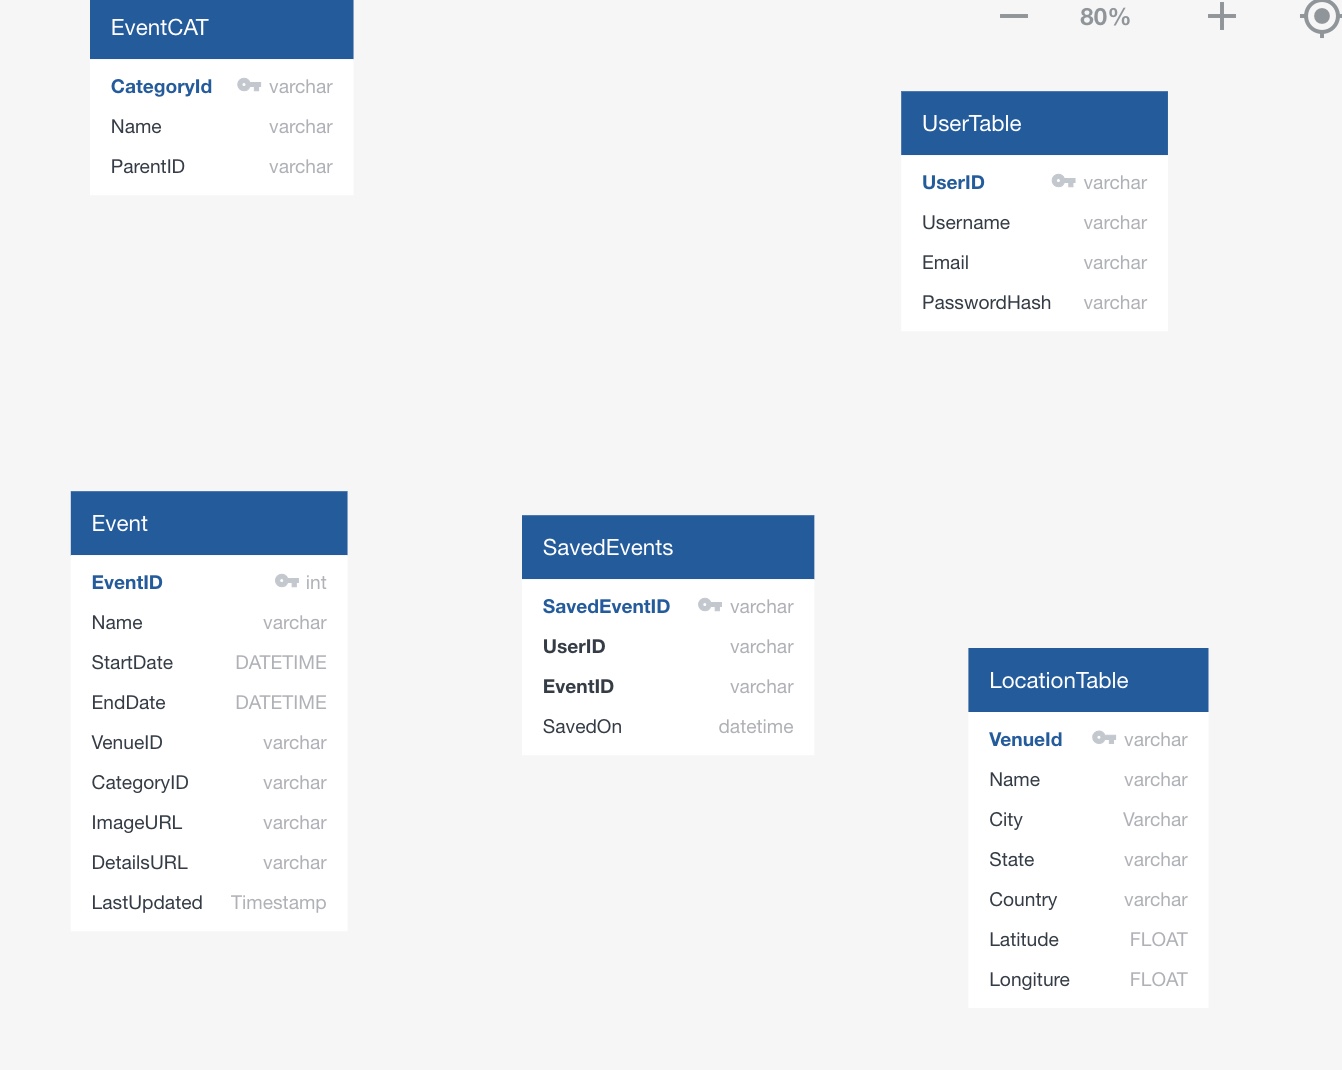 EventCAT
CategoryId varchar
Name varchar
ParentID varchar
80%
UserTable
UserID varchar
Username varchar
Email varchar
PasswordHash varchar
Event
EventID int
Name varchar
StartDate DATETIME
EndDate DATETIME
VenueID varchar
CategoryID varchar
ImageURL varchar
DetailsURL varchar
LastUpdated Timestamp
SavedEvents
SavedEventID varchar
UserID varchar
EventID varchar
SavedOn datetime
LocationTable
VenueId varchar
Name varchar
City Varchar
State varchar
Country varchar
Latitude FLOAT
Longiture FLOAT